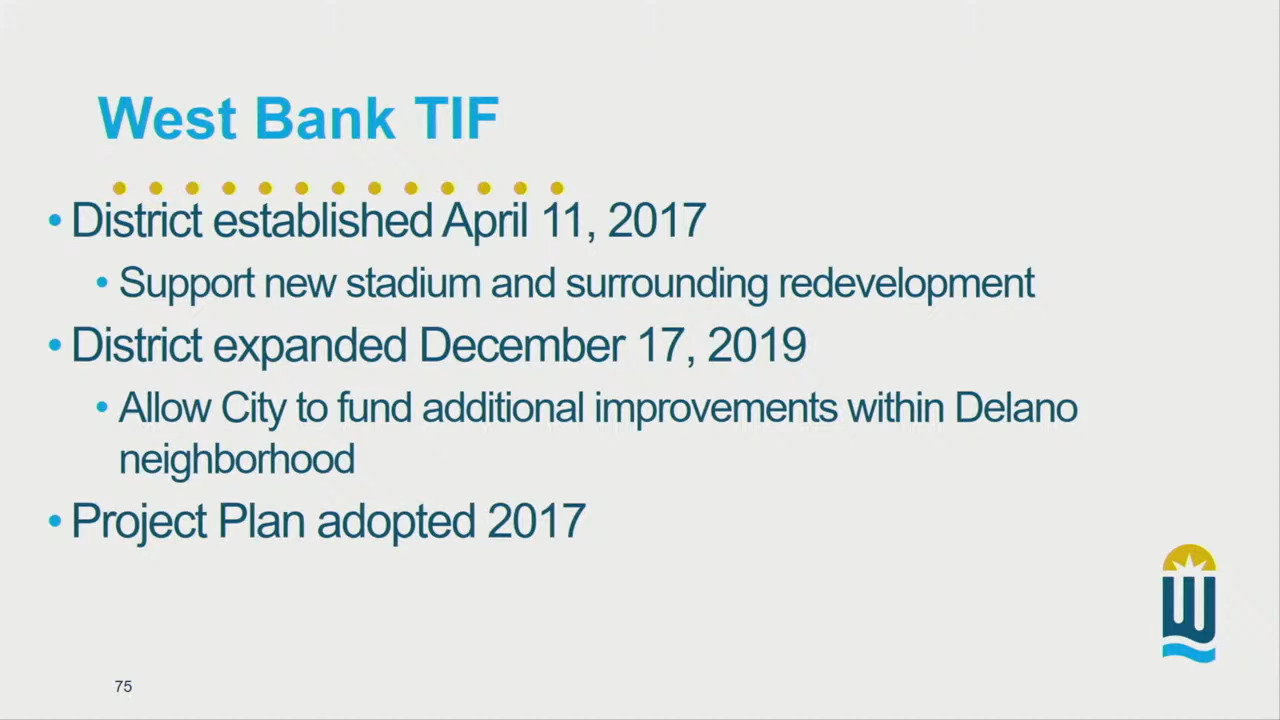 West Bank TIF
• District established April 11, 2017
• Support new stadium and surrounding redevelopment
• District expanded December 17, 2019
• Allow City to fund additional improvements within Delano
neighborhood
• Project Plan adopted 2017
W
75